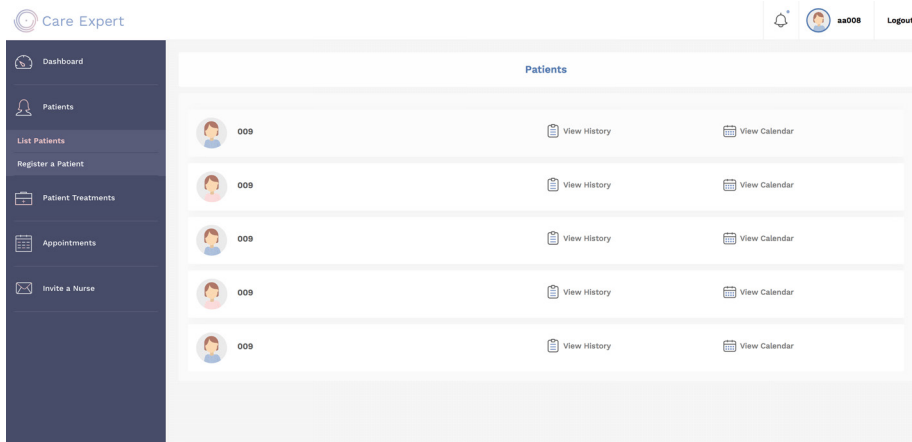 Care Expert
aa008
Logout
Dashboard
Patients
List Patients
Register a Patient
Patient Treatments
Appointments
Invite a Nurse
Patients
009 View History View Calendar
009 View History View Calendar
009 View History View Calendar
009 View History View Calendar
009 View History View Calendar